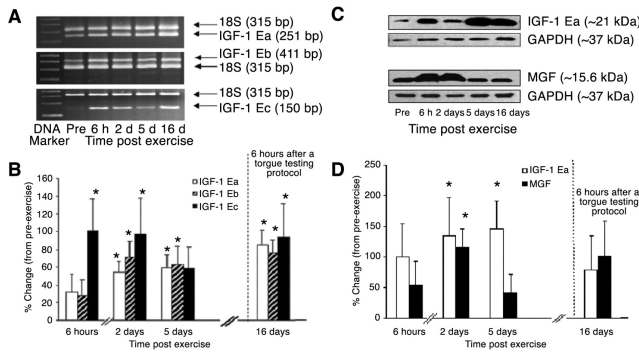 A
18S (315 bp)
IGF-1 Ea (251 bp)
IGF-1 Eb (411 bp)
18S (315 bp)
18S (315 bp)
IGF-1 Ec (150 bp)
DNA Marker
Pre 6 h 2 d 5 d 16 d
Time post exercise
B
IGF-1 Ea
IGF-1 Eb
IGF-1 Ec
6 hours after a
torgue testing
protocol
% Change (from pre-exercise)
160
140
120
100
80
60
40
20
0
* * * * * * * * *
6 hours 2 days 5 days 16 days
Time post exercise
C
IGF-1 Ea (~21 kDa)
GAPDH (~37 kDa)
MGF (~15.6 kDa)
GAPDH (~37 kDa)
Pre 6 h 2 days 5 days 16 days
Time post exercise
D
IGF-1 Ea
MGF
6 hours after a
torgue testing
protocol
% Change (from pre-exercise)
250
200
150
100
50
0
* * *
6 hours 2 days 5 days 16 days
Time post exercise